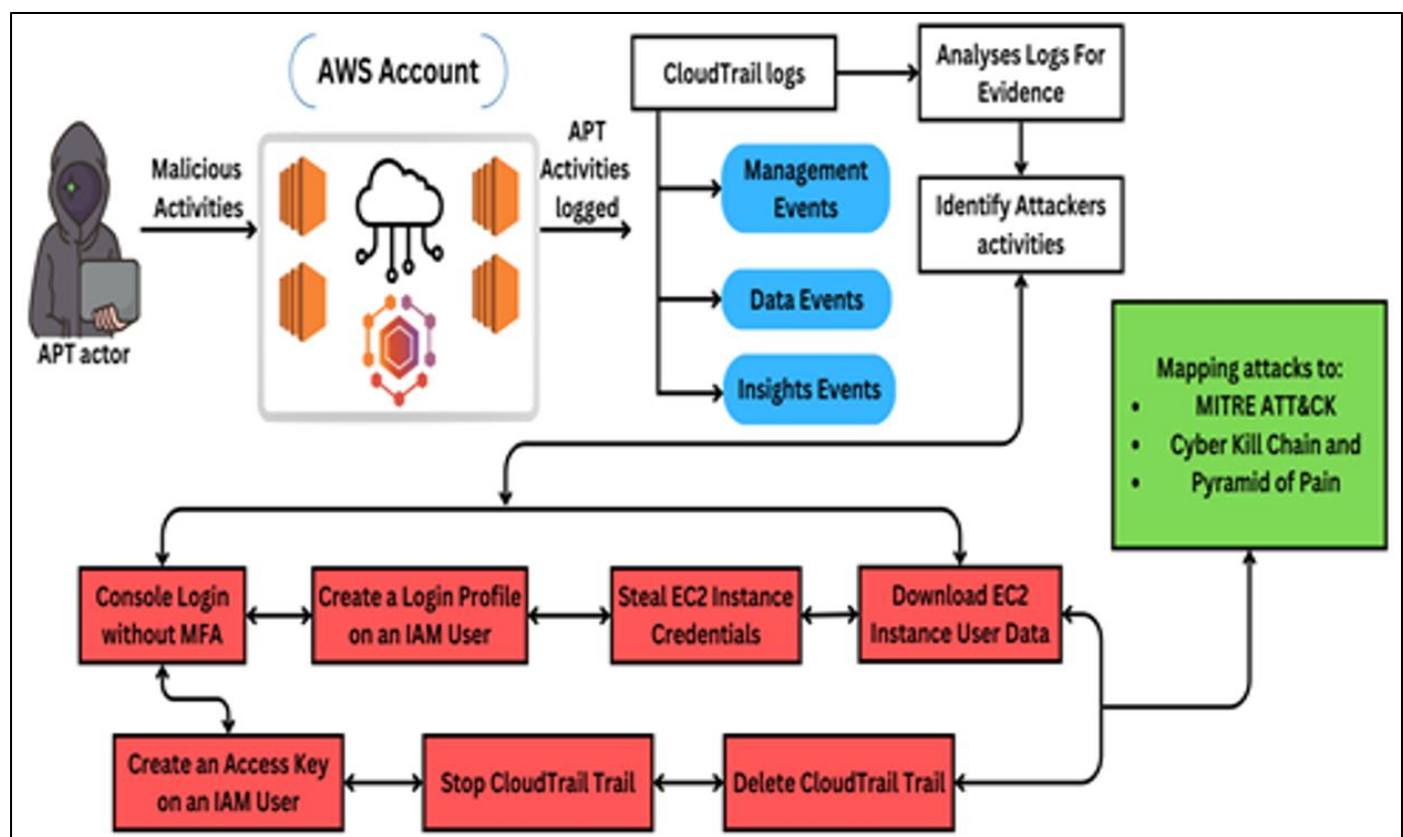 AWS Account
Malicious
Activities
APT actor
APT
Activities
logged
CloudTrail logs
Analyses Logs For
Evidence
Management
Events
Identify Attackers
activities
Data Events
Insights Events
Mapping attacks to:
• MITRE ATT&CK
• Cyber Kill Chain and
• Pyramid of Pain
Console Login
without MFA
Create a Login Profile
on an IAM User
Steal EC2 Instance
Credentials
Download EC2
Instance User Data
Create an Access Key
on an IAM User
Stop CloudTrail Trail
Delete CloudTrail Trail